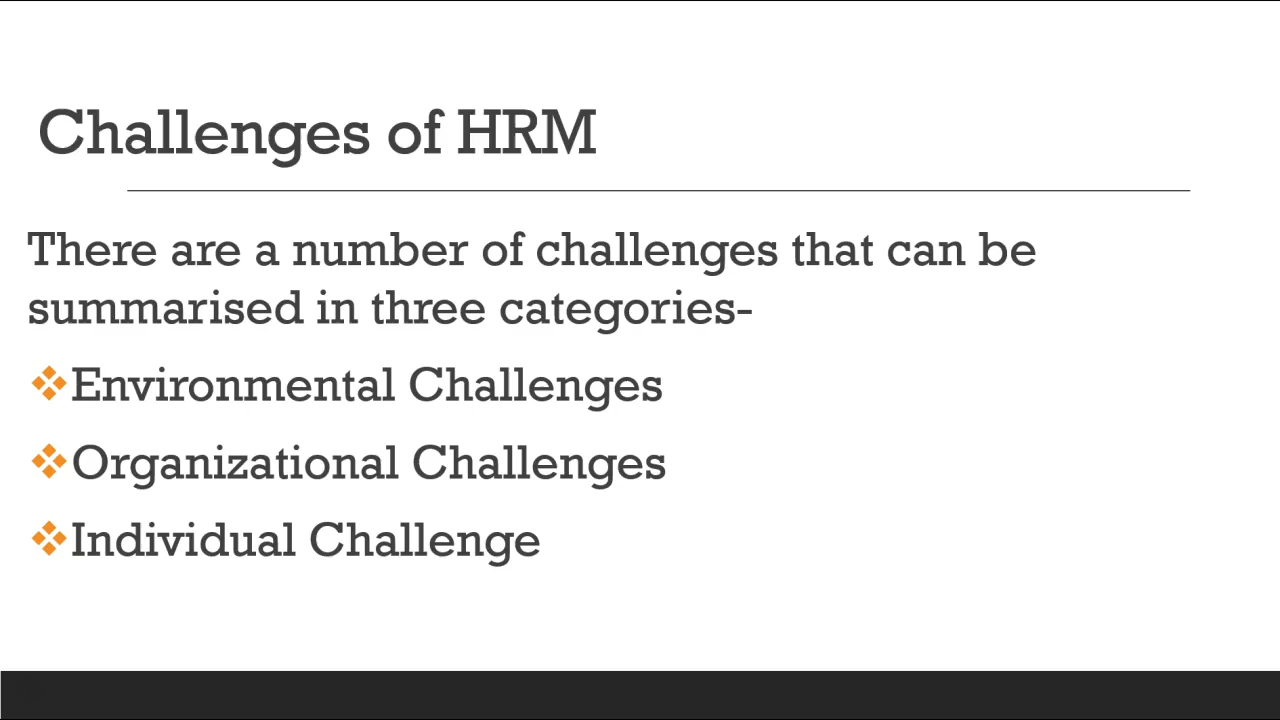 Challenges of HRM
There are a number of challenges that can be
summarised in three categories-
❖Environmental Challenges
❖Organizational Challenges
❖Individual Challenge